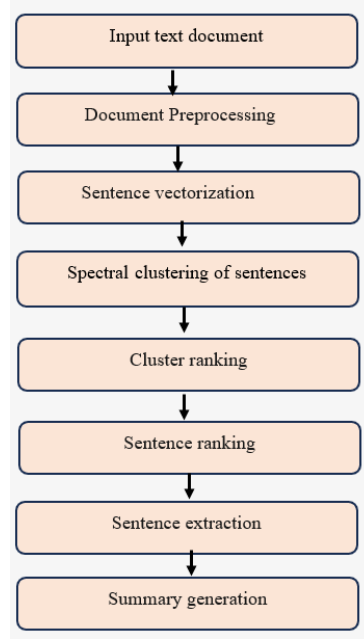 Input text document
Document Preprocessing
Sentence vectorization
Spectral clustering of sentences
Cluster ranking
Sentence ranking
Sentence extraction
Summary generation